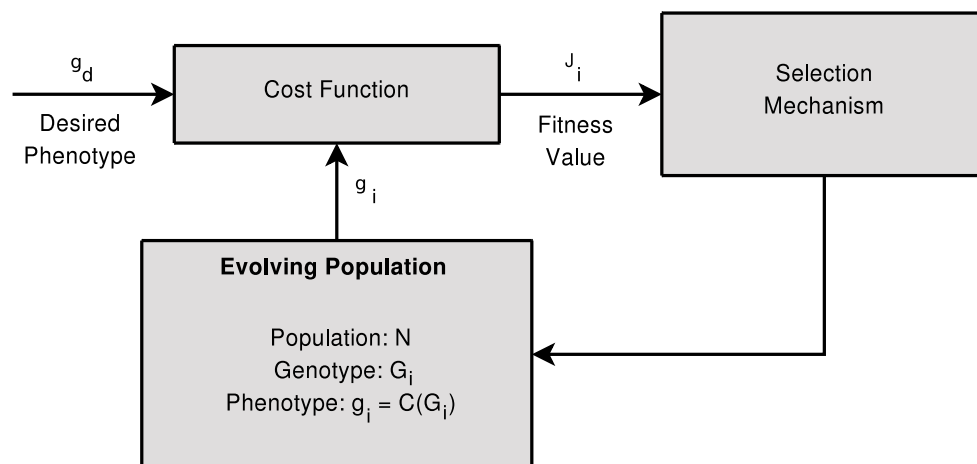 g_d
Desired
Phenotype
Cost Function
J_i
Fitness
Value
Selection
Mechanism
g_i
Evolving Population
Population: N
Genotype: G_i
Phenotype: g_i = C(G_i)